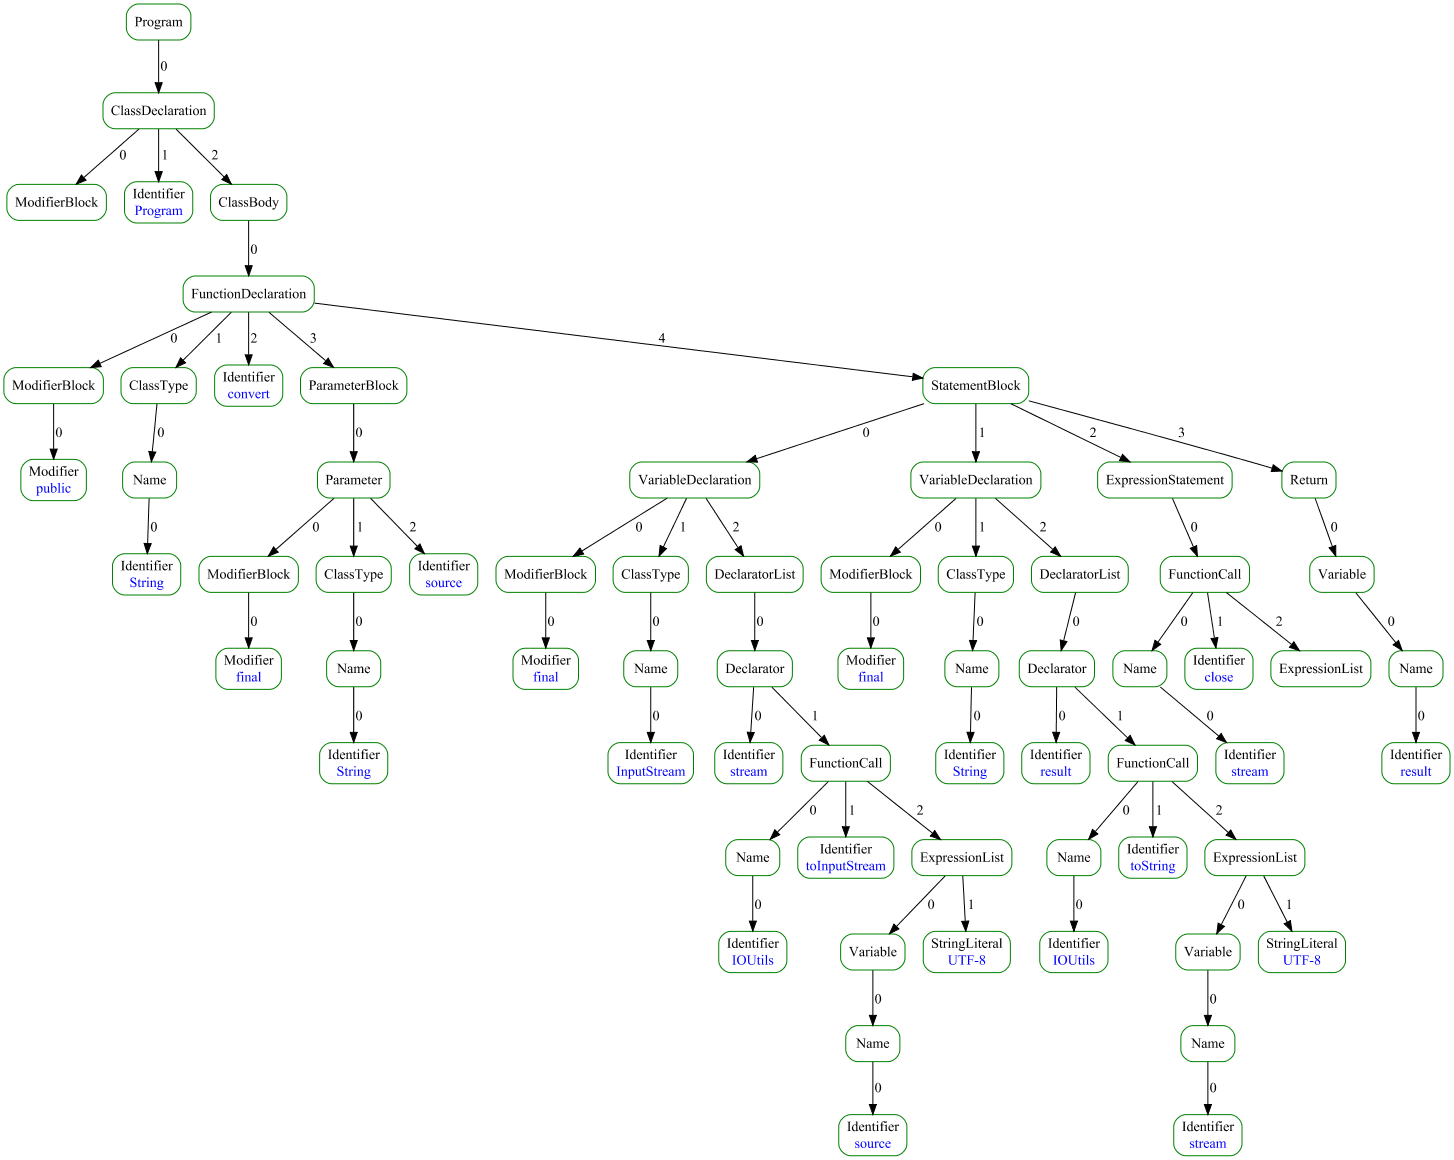 Program
0
ClassDeclaration
0
1
2
ModifierBlock
Identifier
Program
ClassBody
0
FunctionDeclaration
0
1
2
3
4
ModifierBlock
ClassType
Identifier
convert
ParameterBlock
StatementBlock
0
0
0
0
1
2
3
Modifier
public
Name
Parameter
VariableDeclaration
VariableDeclaration
ExpressionStatement
Return
0
0
1
2
0
1
2
0
1
2
0
0
Identifier
String
ModifierBlock
ClassType
Identifier
source
ModifierBlock
ClassType
DeclaratorList
ModifierBlock
ClassType
DeclaratorList
FunctionCall
Variable
0
0
0
0
0
0
0
0
0
1
2
0
Modifier
final
Name
Modifier
final
Name
Declarator
Modifier
final
Name
Declarator
Name
Identifier
close
ExpressionList
Name
0
0
0
1
0
0
1
0
0
Identifier
String
Identifier
InputStream
Identifier
stream
FunctionCall
Identifier
String
Identifier
result
FunctionCall
Identifier
stream
Identifier
result
0
1
2
0
1
2
Name
Identifier
toInputStream
ExpressionList
Name
Identifier
toString
ExpressionList
0
0
1
0
0
1
Identifier
IOUtils
Variable
StringLiteral
UTF-8
Identifier
IOUtils
Variable
StringLiteral
UTF-8
0
0
Name
Name
0
0
Identifier
source
Identifier
stream